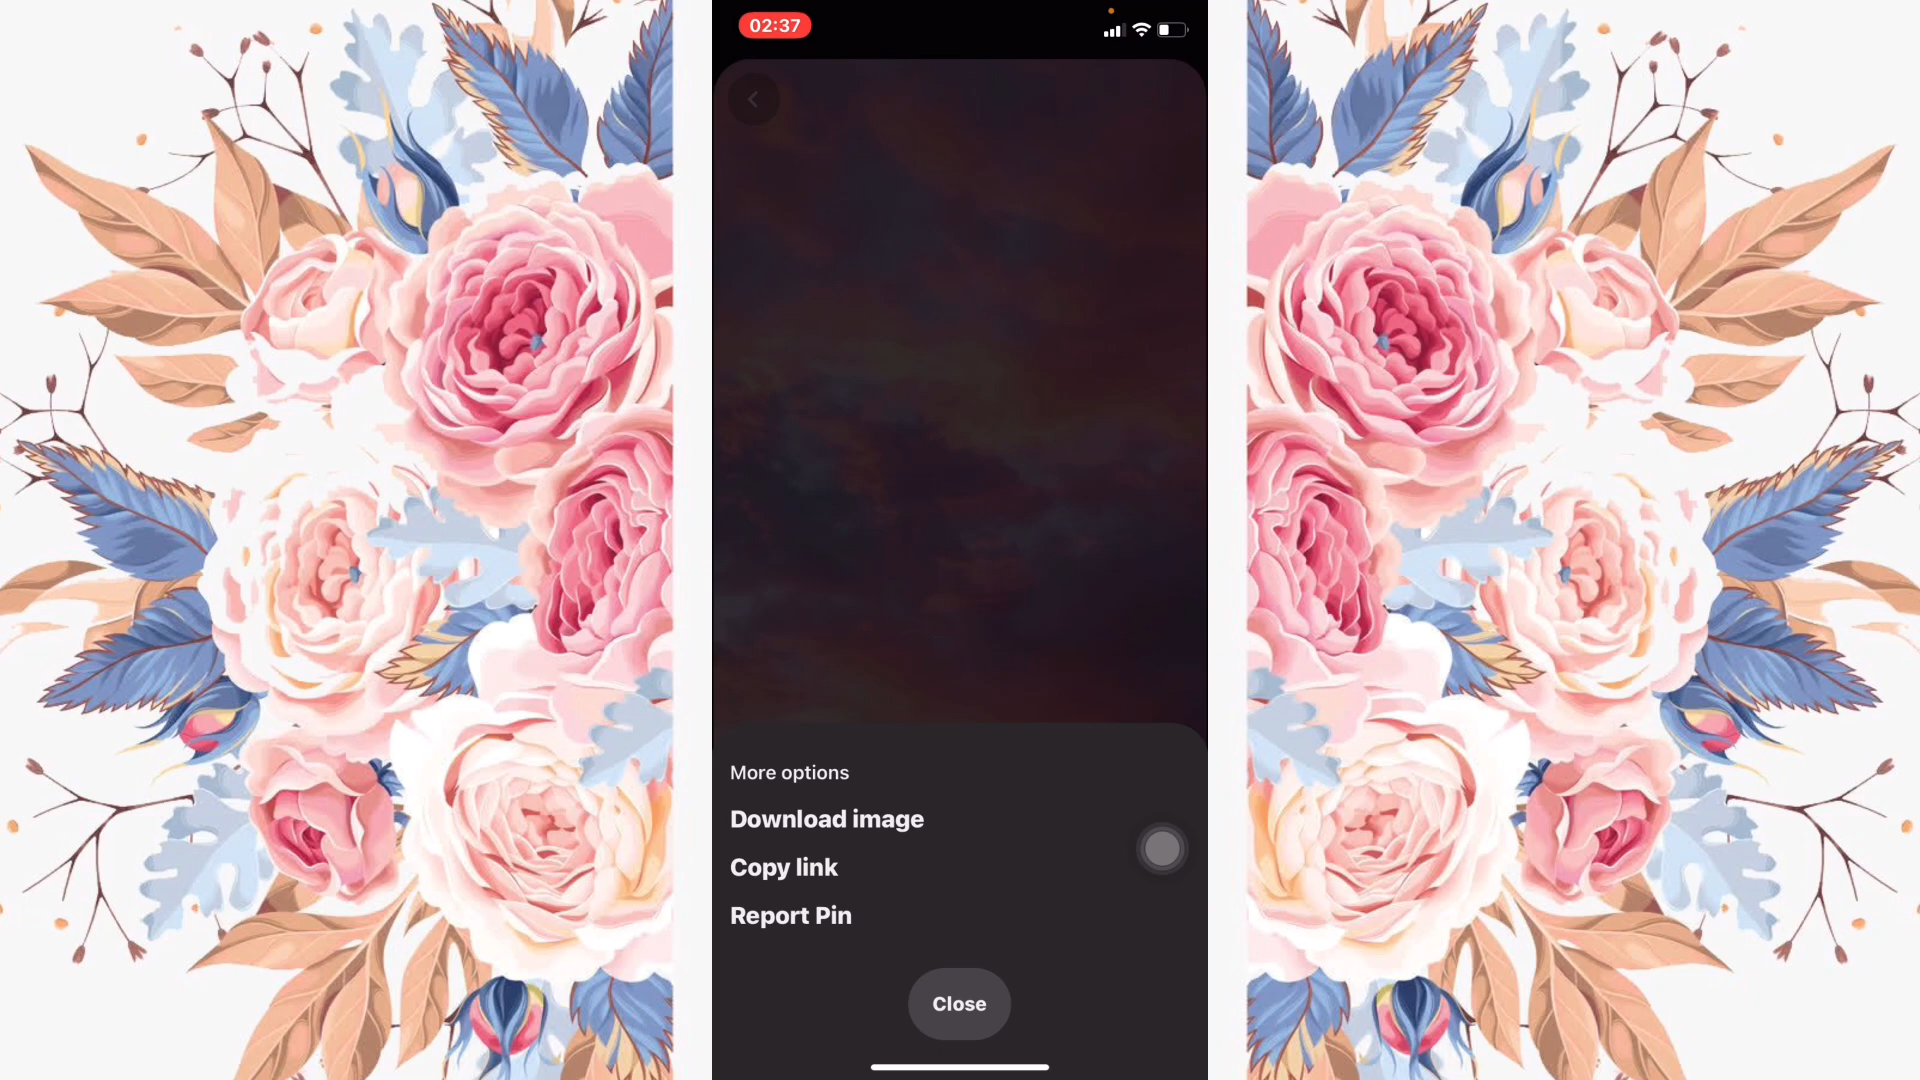 02:37
More options
Download image
Copy link
Report Pin
Close